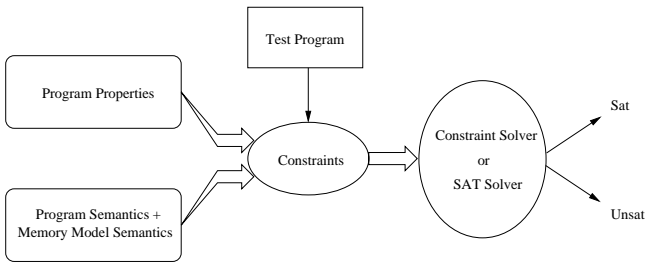 Test Program
Program Properties
Sat
Constraint Solver
or
SAT Solver
Constraints
Program Semantics +
Memory Model Semantics
Unsat